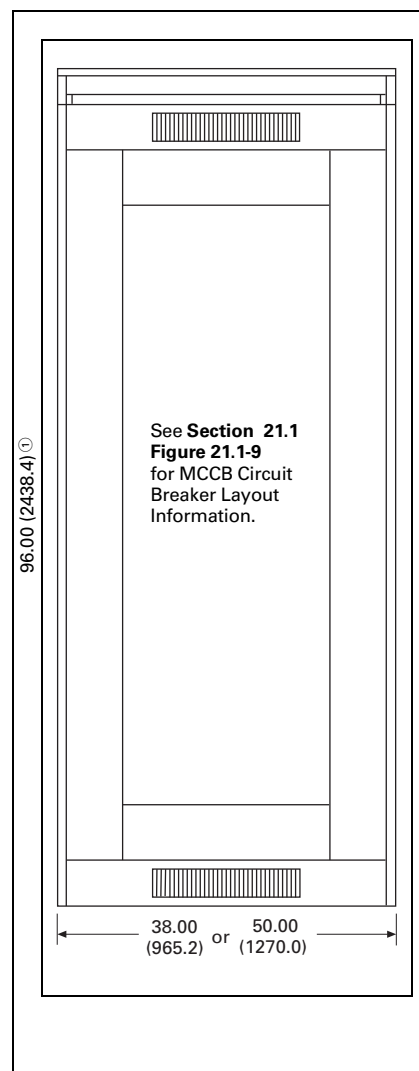 See Section 21.1
Figure 21.1-9
for MCCB Circuit
Breaker Layout
Information.
96.00 (2438.4) ①
38.00 or 50.00
(965.2) (1270.0)